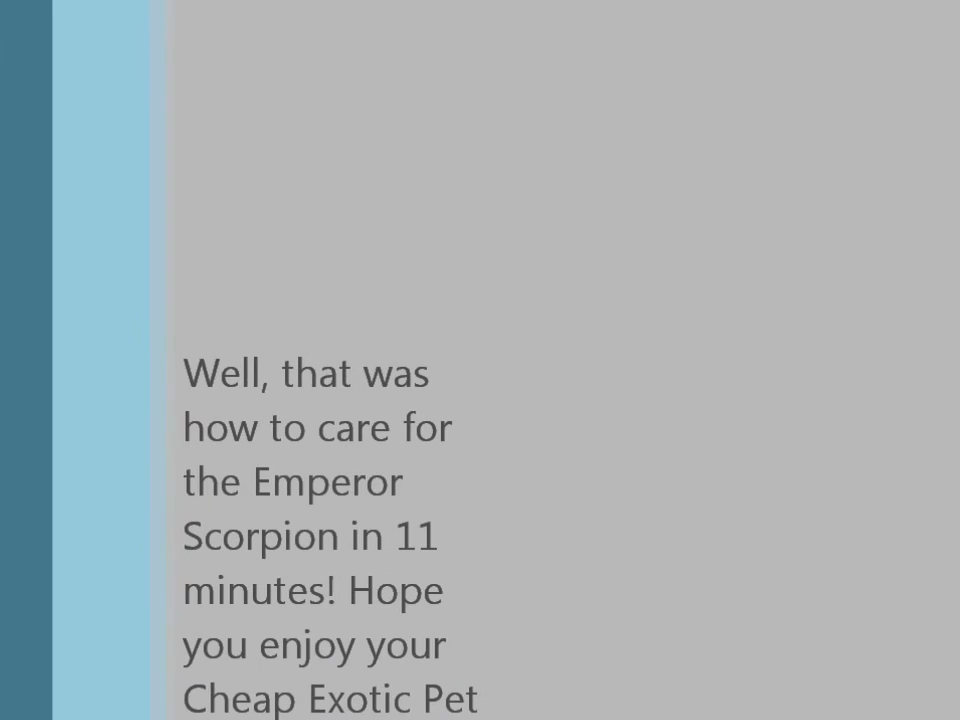 Well, that was
how to care for
the Emperor
Scorpion in 11
minutes! Hope
you enjoy your
Cheap Exotic Pet